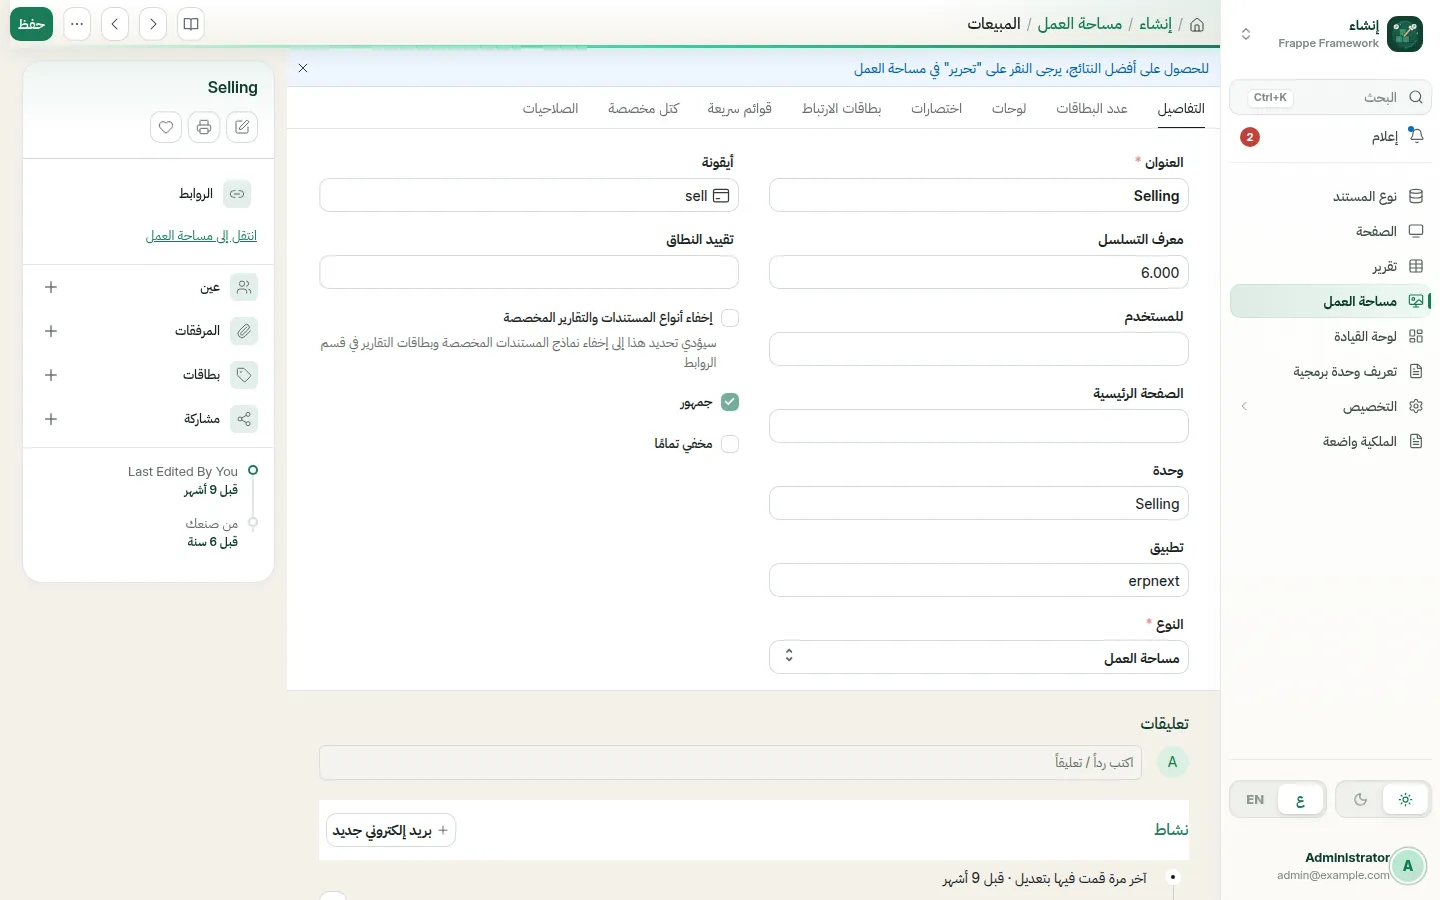 إنشاء
Frappe Framework
البحث
Ctrl+K
إعلام
2
نوع المستند
الصفحة
تقرير
مساحة العمل
لوحة القيادة
تعريف وحدة برمجية
التخصيص
الملكية واضعة
ع
EN
Administrator
admin@example.com
A
إنشاء / مساحة العمل / المبيعات
حفظ
للحصول على أفضل النتائج، يرجى النقر على "تحرير" في مساحة العمل
التفاصيل
عدد البطاقات
لوحات
اختصارات
بطاقات الارتباط
قوائم سريعة
كتل مخصصة
الصلاحيات
العنوان *
Selling
معرف التسلسل
6.000
للمستخدم
الصفحة الرئيسية
وحدة
Selling
تطبيق
erpnext
النوع *
مساحة العمل
أيقونة
sell
تقييد النطاق
إخفاء أنواع المستندات والتقارير المخصصة
سيؤدي تحديد هذا إلى إخفاء نماذج المستندات المخصصة وبطاقات التقارير في قسم
الروابط
جمهور
مخفي تمامًا
تعليقات
A
اكتب رداً / تعليقاً
نشاط
+ بريد إلكتروني جديد
آخر مرة قمت فيها بتعديل · قبل 9 أشهر
Selling
الروابط
انتقل إلى مساحة العمل
عين
المرفقات
بطاقات
مشاركة
Last Edited By You
قبل 9 أشهر
من صنعك
قبل 6 سنة